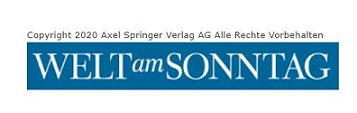 Copyright 2020 Axel Springer Verlag AG Alle Rechte Vorbehalten
WELT am SONNTAG